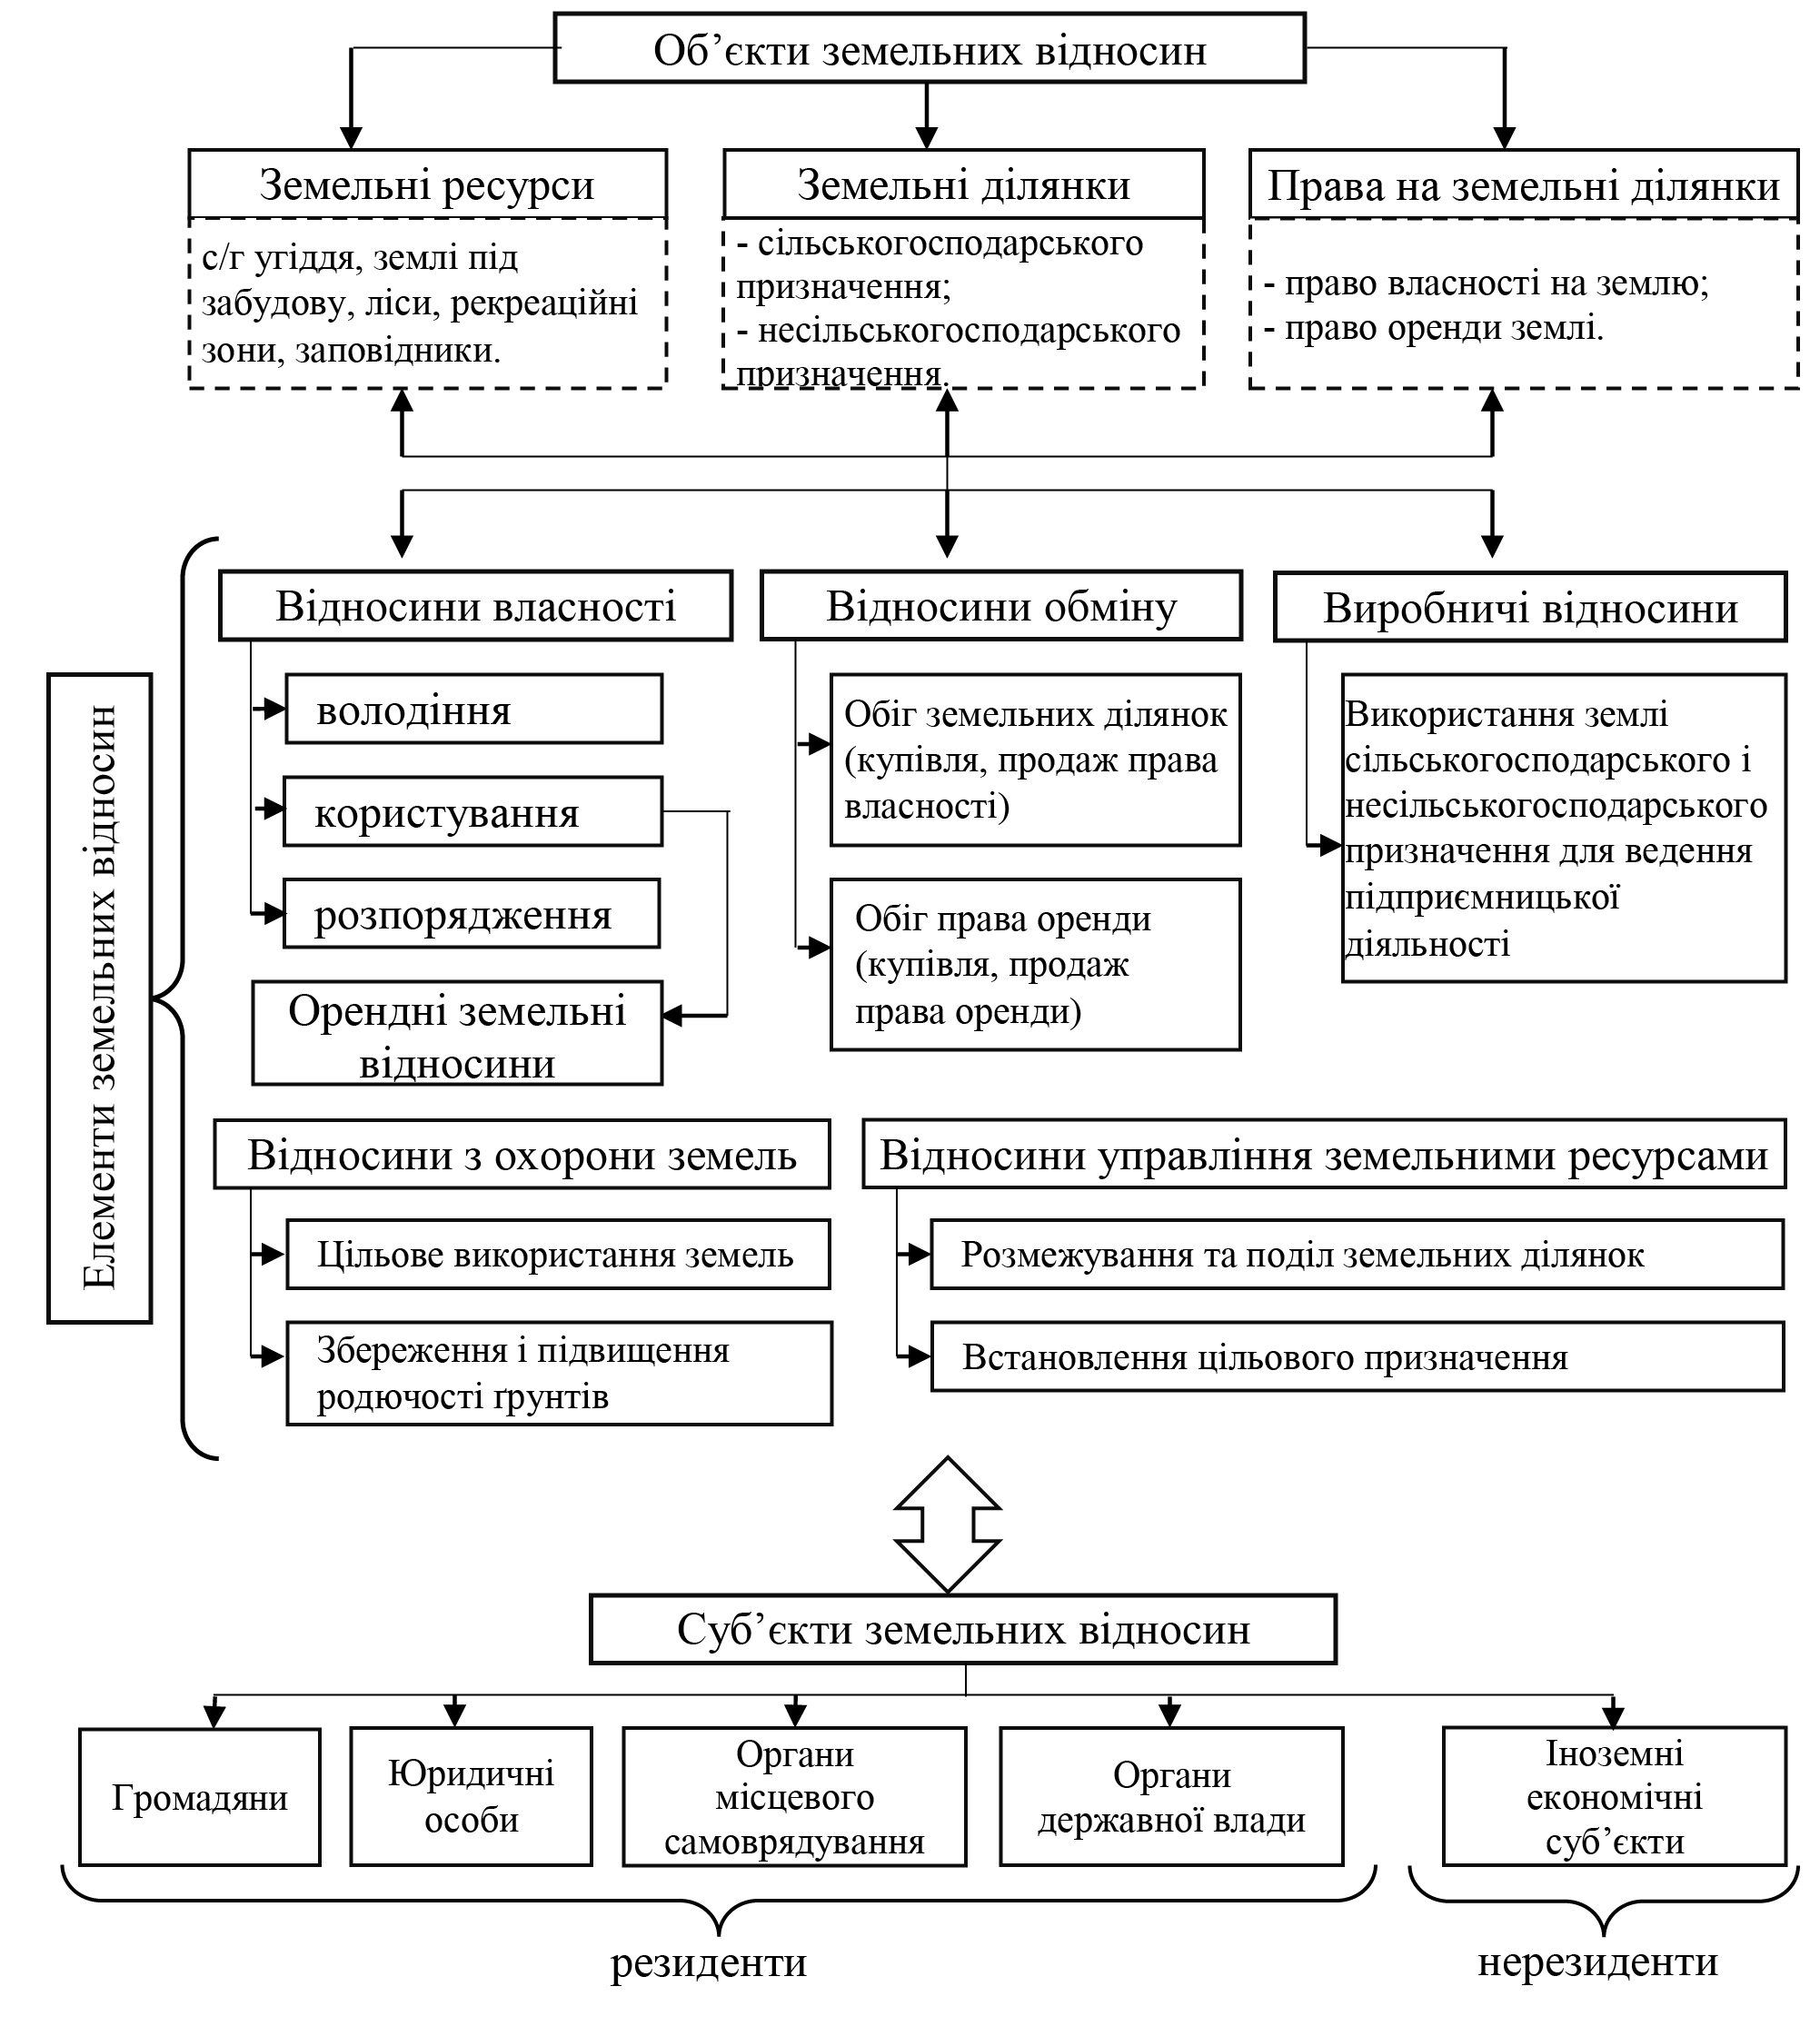 Об’єкти земельних відносин
Земельні ресурси
с/г угіддя, землі під
забудову, ліси, рекреаційні
зони, заповідники.
Земельні ділянки
- сільськогосподарського
призначення;
- несільськогосподарського
призначення.
Права на земельні ділянки
- право власності на землю;
- право оренди землі.
Елементи земельних відносин
Відносини власності
володіння
користування
розпорядження
Орендні земельні
відносини
Відносини обміну
Обіг земельних ділянок
(купівля, продаж права
власності)
Обіг права оренди
(купівля, продаж
права оренди)
Виробничі відносини
Використання землі
сільськогосподарського і
несільськогосподарського
призначення для ведення
підприємницької
діяльності
Відносини з охорони земель
Цільове використання земель
Збереження і підвищення
родючості ґрунтів
Відносини управління земельними ресурсами
Розмежування та поділ земельних ділянок
Встановлення цільового призначення
Суб’єкти земельних відносин
Громадяни
Юридичні
особи
Органи
місцевого
самоврядування
Органи
державної влади
Іноземні
економічні
суб’єкти
резиденти
нерезиденти